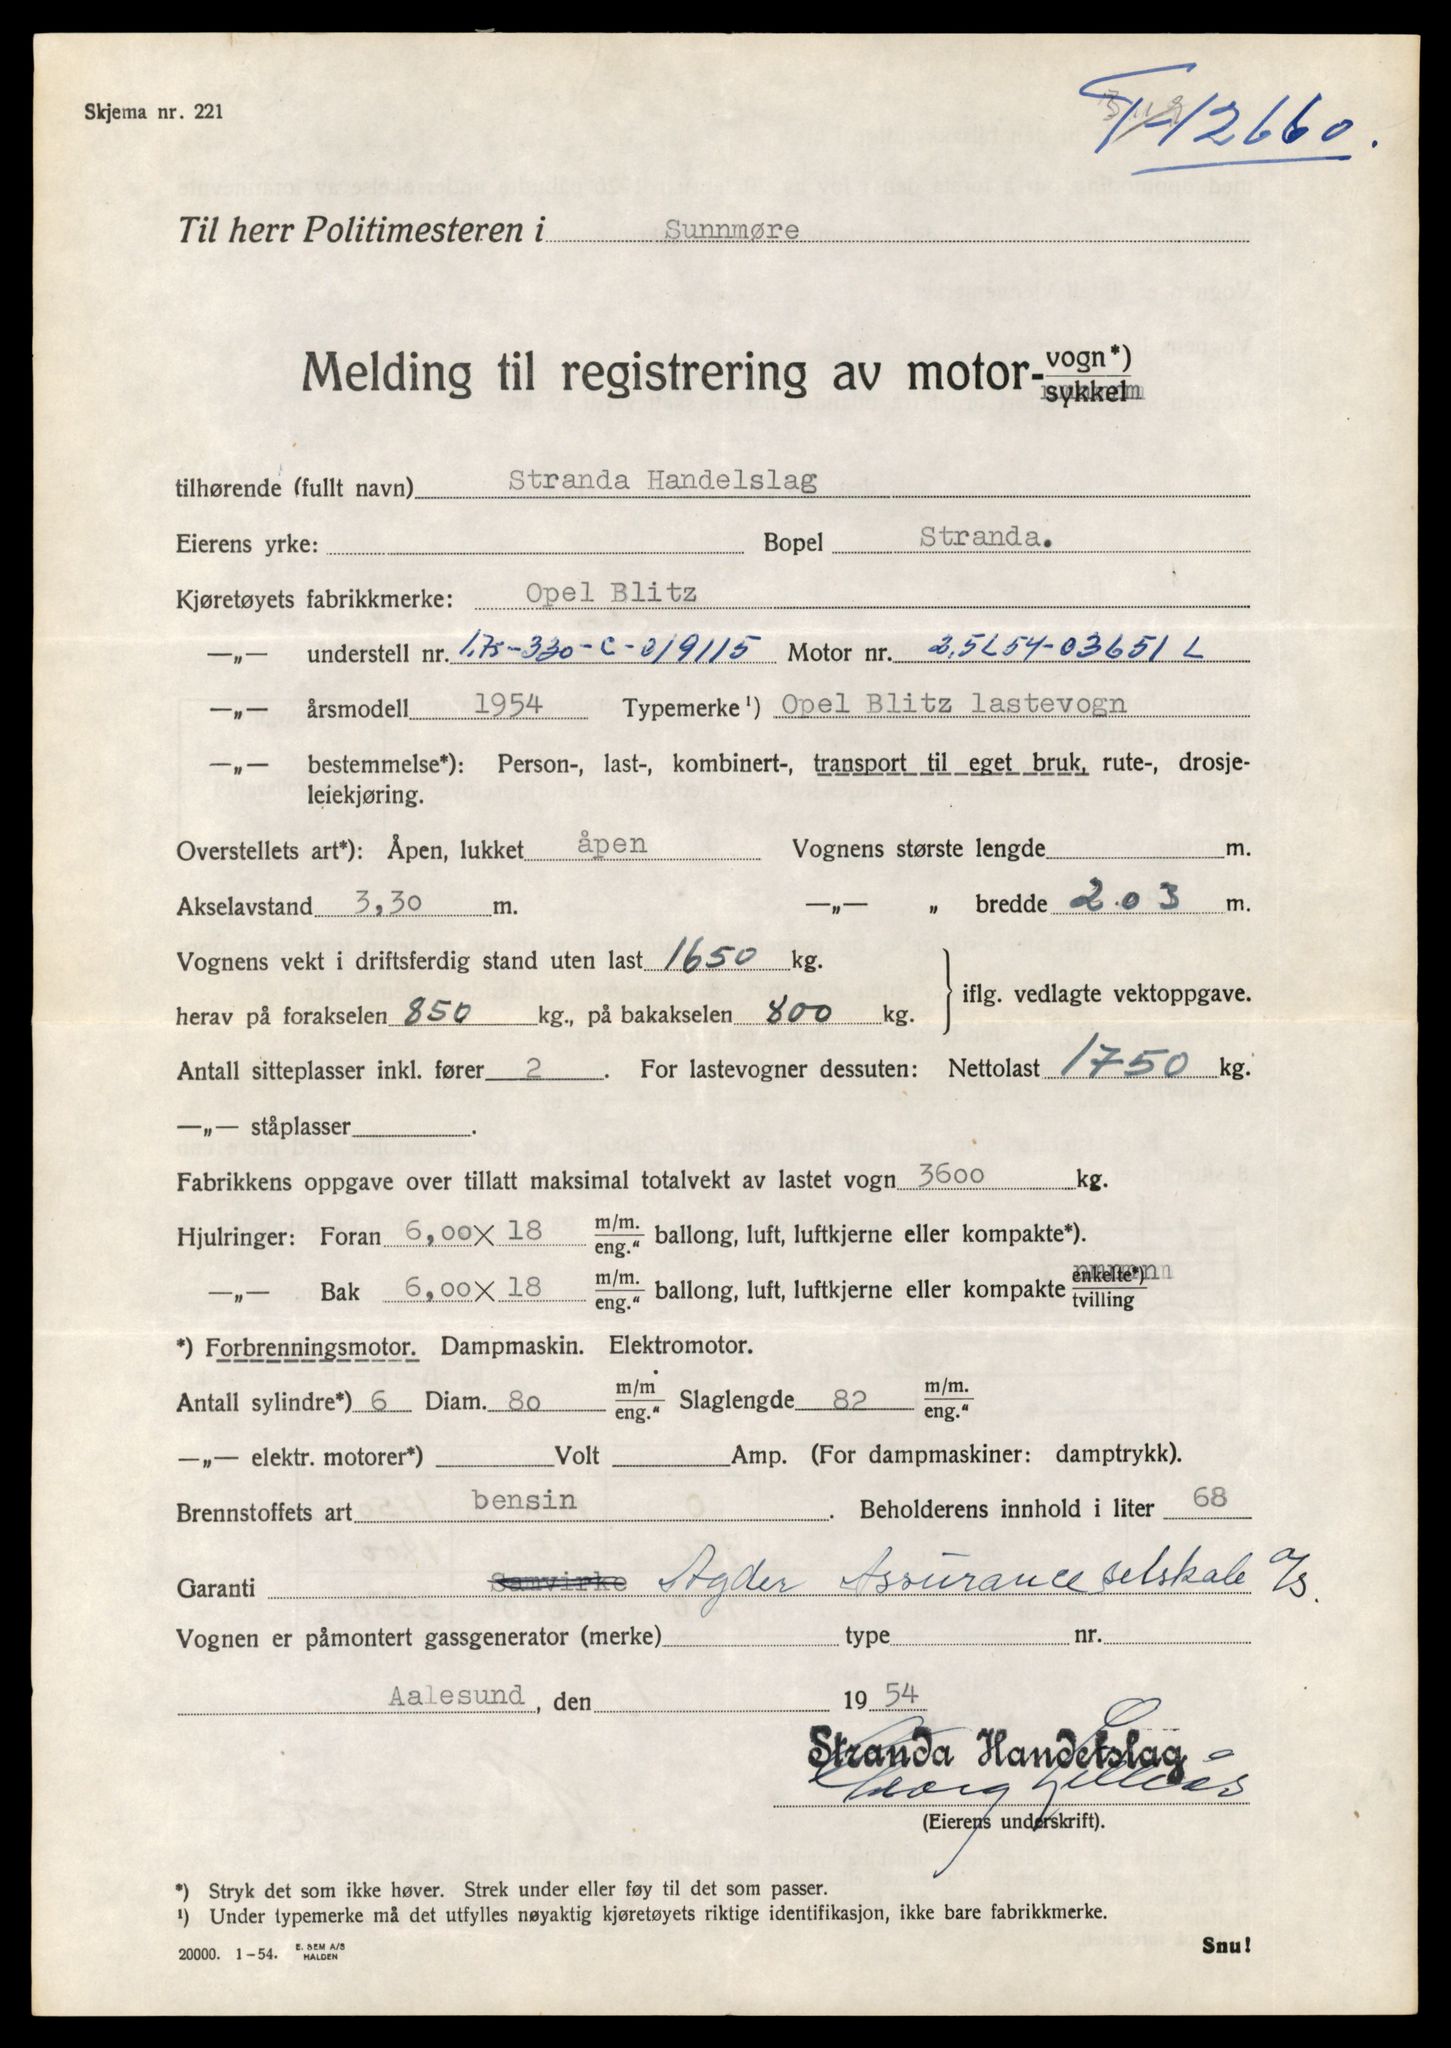 Skjema nr. 221
T-12660.
Til herr Politimesteren i Sunnmøre
Melding til registrering av motor-vogn*)
sykkel
tilhørende (fullt navn) Stranda Handelslag
Eierens yrke: Bopel Stranda.
Kjøretøyets fabrikkmerke: Opel Blitz
—„— understell nr. 1,75-330-C-019115 Motor nr. 2,5L54-03651 L
—„— årsmodell 1954 Typemerke¹) Opel Blitz lastevogn
—„— bestemmelse*): Person-, last-, kombinert-, transport til eget bruk, rute-, drosje-
leiekjøring.
Overstellets art*): Åpen, lukket åpen Vognens største lengde m.
Akselavstand 3,30 m. —„— „ bredde 2.03 m.
Vognens vekt i driftsferdig stand uten last 1650 kg.
herav på forakselen 850 kg., på bakakselen 800 kg. } iflg. vedlagte vektoppgave.
Antall sitteplasser inkl. fører 2. For lastevogner dessuten: Nettolast 1750 kg.
—„— ståplasser .
Fabrikkens oppgave over tillatt maksimal totalvekt av lastet vogn 3600 kg.
Hjulringer: Foran 6,00 X 18 m/m. eng.“ ballong, luft, luftkjerne eller kompakte*).
—„— Bak 6,00 X 18 m/m. eng.“ ballong, luft, luftkjerne eller kompakte enkelte*) tvilling
*) Forbrenningsmotor. Dampmaskin. Elektromotor.
Antall sylindre*) 6 Diam. 80 m/m eng.“ Slaglengde 82 m/m. eng.“
—„— elektr. motorer*) Volt Amp. (For dampmaskiner: damptrykk).
Brennstoffets art bensin. Beholderens innhold i liter 68
Garanti Samvirke Agder Assuranceselskab a/s.
Vognen er påmontert gassgenerator (merke) type nr.
Aalesund, den 19 54
Stranda Handelslag
Georg
(Eierens underskrift).
*) Stryk det som ikke høver. Strek under eller føy til det som passer.
¹) Under typemerke må det utfylles nøyaktig kjøretøyets riktige identifikasjon, ikke bare fabrikkmerke.
20000. 1-54. E. SEM A/S HALDEN
Snu!